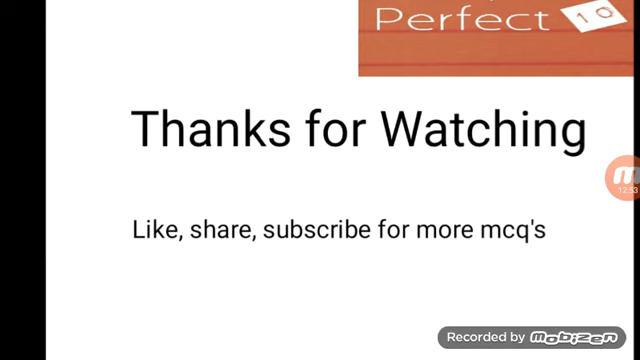 Perfect 10
Thanks for Watching
12:53
Like, share, subscribe for more mcq's
Recorded by mobizen